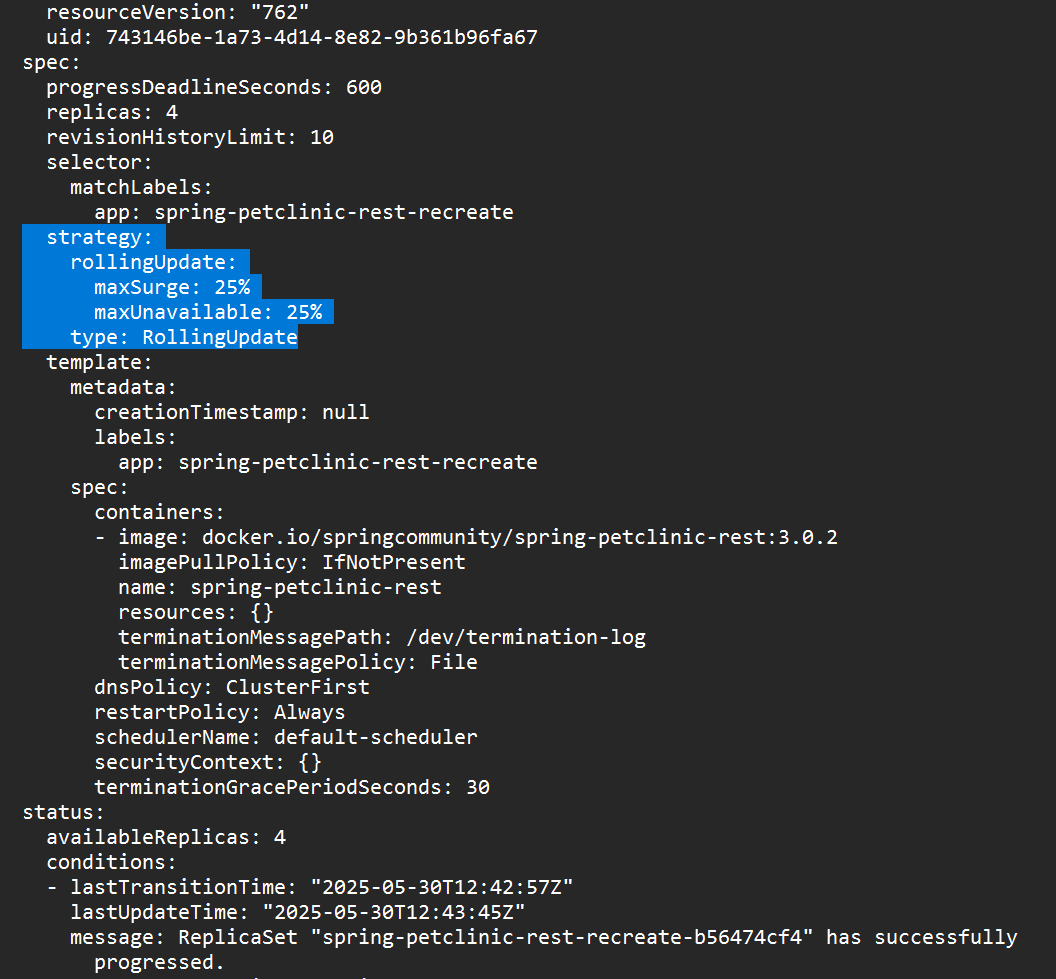 resourceVersion: "762"
uid: 743146be-1a73-4d14-8e82-9b361b96fa67
spec:
progressDeadlineSeconds: 600
replicas: 4
revisionHistoryLimit: 10
selector:
matchLabels:
app: spring-petclinic-rest-recreate
strategy:
rollingUpdate:
maxSurge: 25%
maxUnavailable: 25%
type: RollingUpdate
template:
metadata:
creationTimestamp: null
labels:
app: spring-petclinic-rest-recreate
spec:
containers:
- image: docker.io/springcommunity/spring-petclinic-rest:3.0.2
imagePullPolicy: IfNotPresent
name: spring-petclinic-rest
resources: {}
terminationMessagePath: /dev/termination-log
terminationMessagePolicy: File
dnsPolicy: ClusterFirst
restartPolicy: Always
schedulerName: default-scheduler
securityContext: {}
terminationGracePeriodSeconds: 30
status:
availableReplicas: 4
conditions:
- lastTransitionTime: "2025-05-30T12:42:57Z"
lastUpdateTime: "2025-05-30T12:43:45Z"
message: ReplicaSet "spring-petclinic-rest-recreate-b56474cf4" has successfully
progressed.